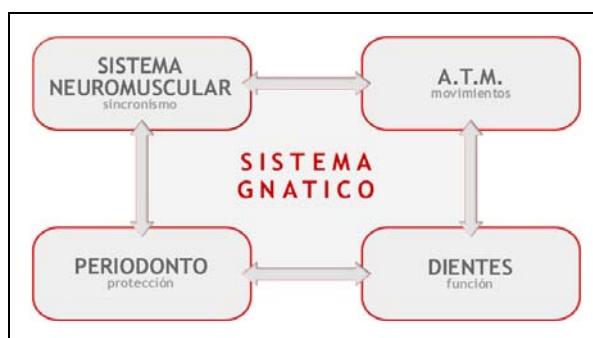 SISTEMA
NEUROMUSCULAR
sincronismo
A.T.M.
movimientos
SISTEMA
GNATICO
PERIODONTO
protección
DIENTES
función